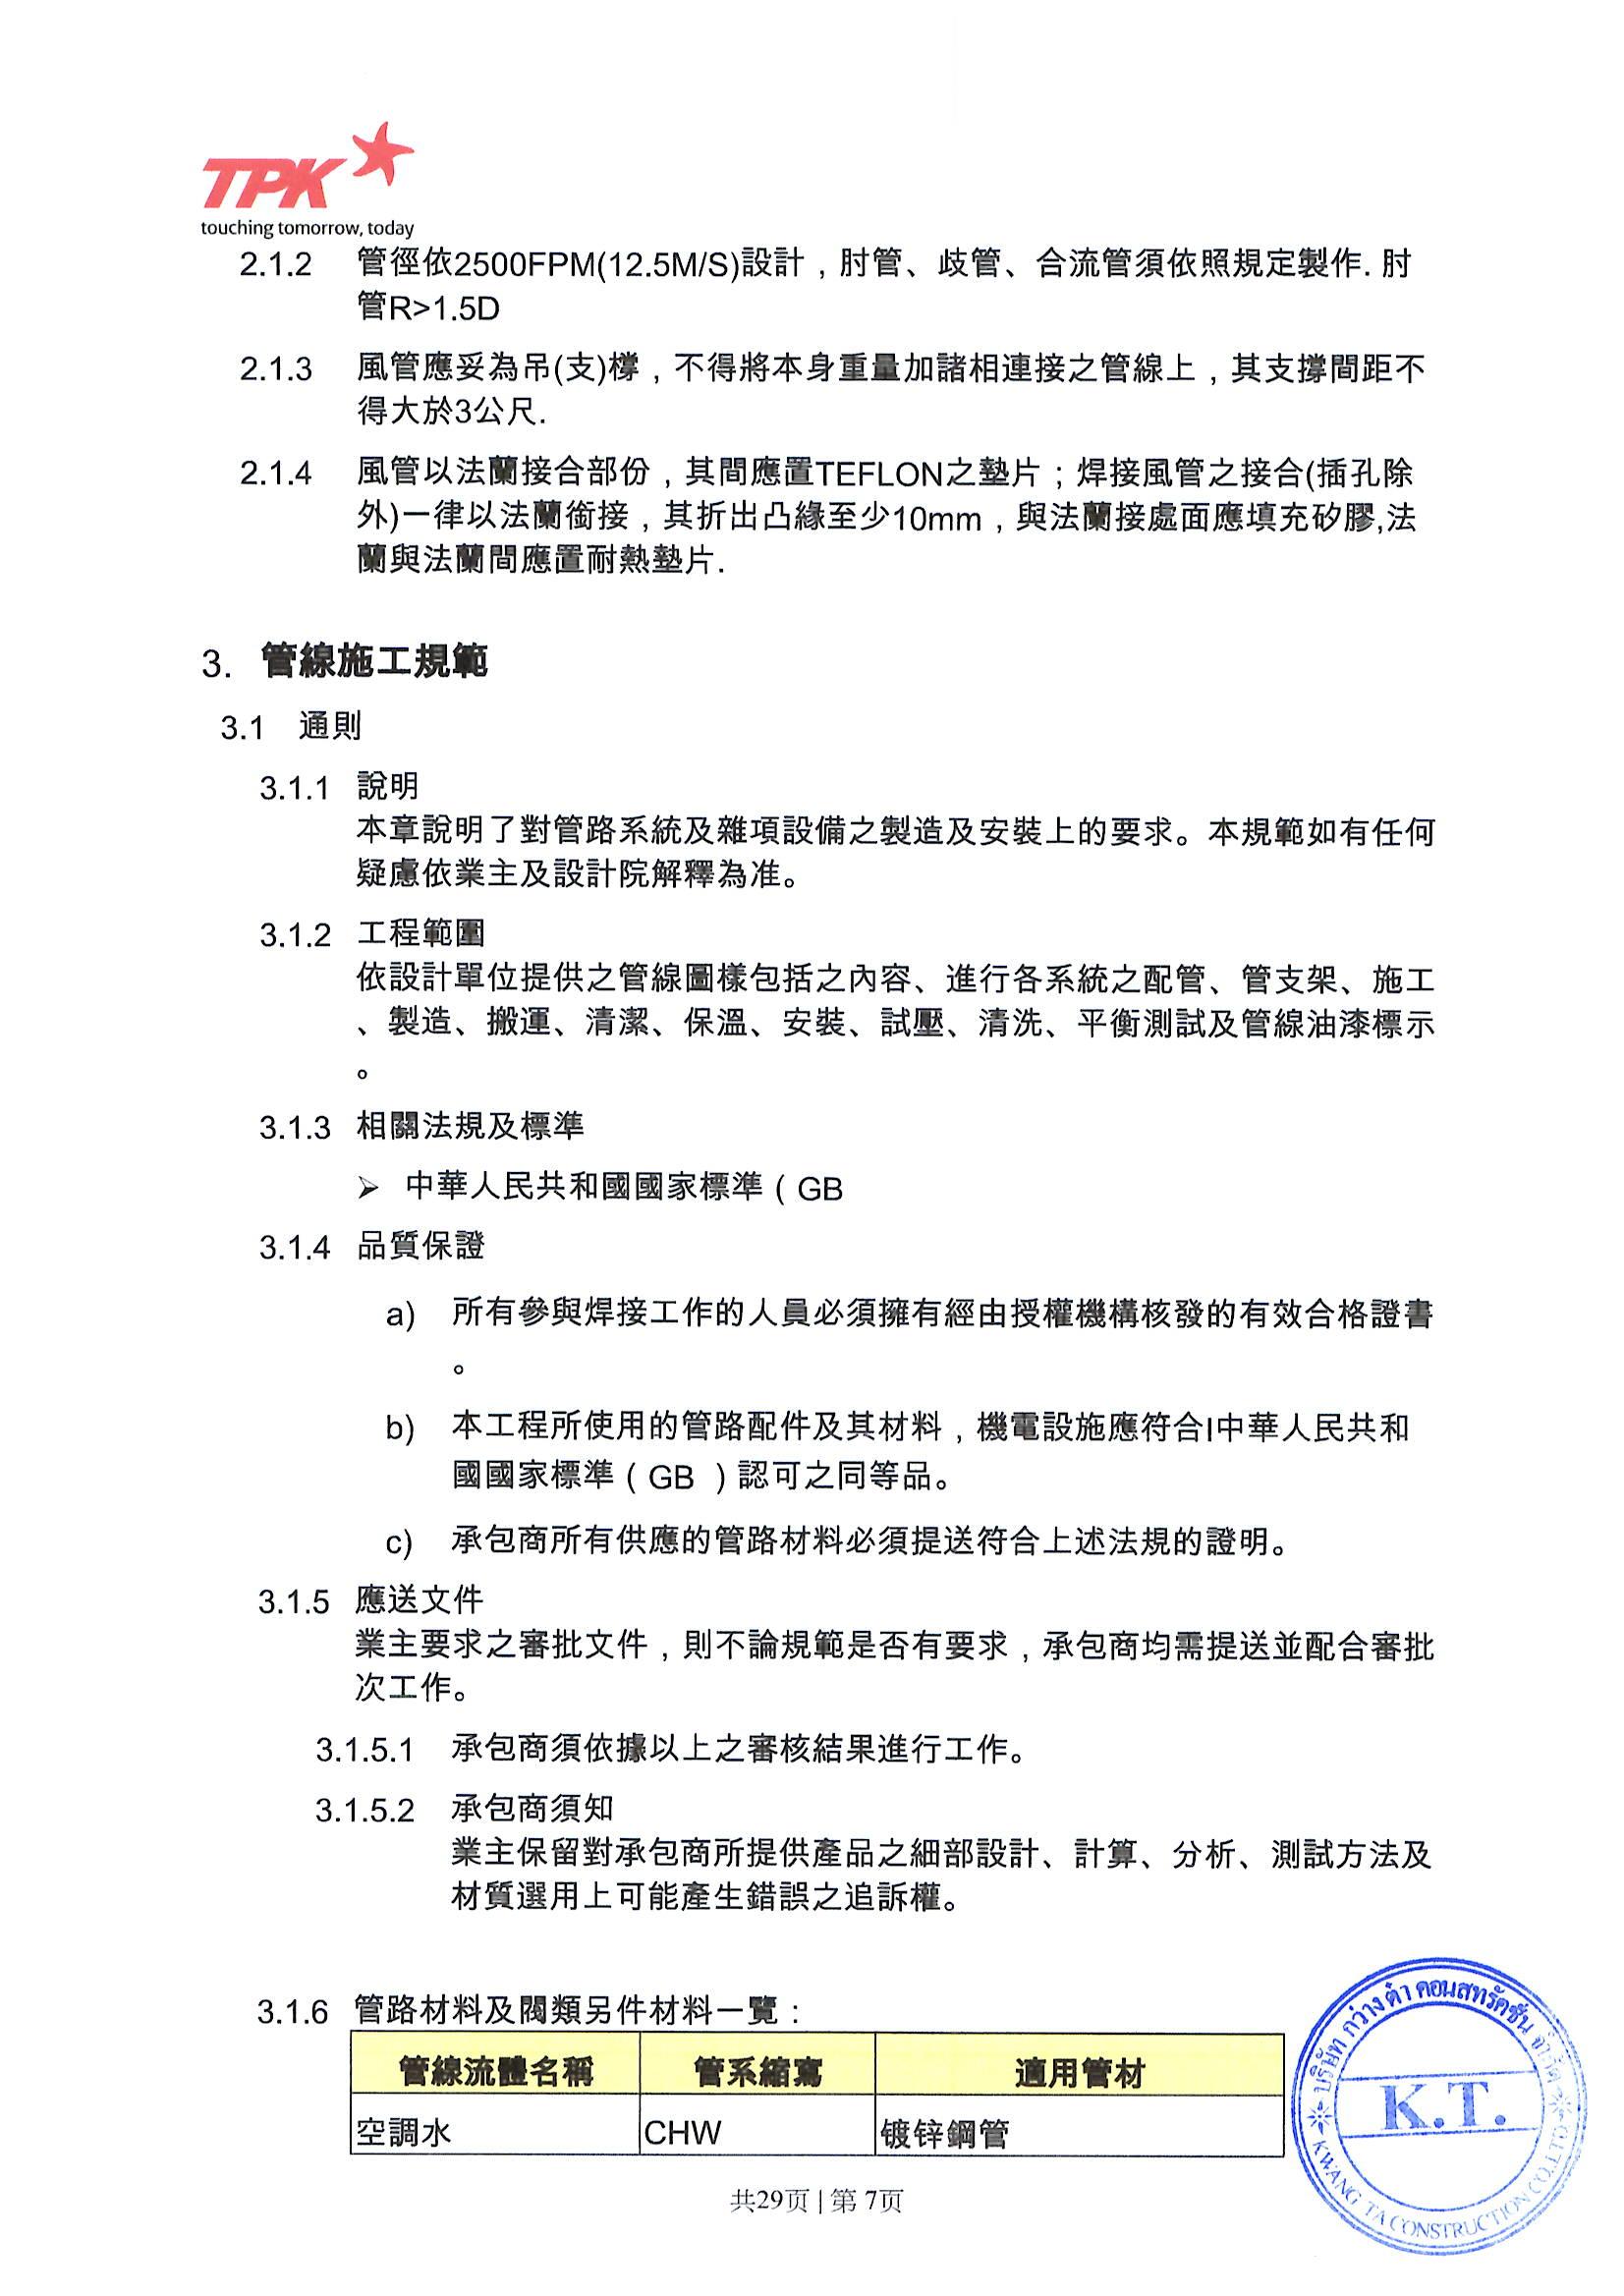 TPK
touching tomorrow, today
2.1.2 管徑依2500FPM(12.5M/S)設計，肘管、歧管、合流管須依照規定製作. 肘
管R>1.5D
2.1.3 風管應妥為吊(支)樑，不得將本身重量加諸相連接之管線上，其支撐間距不
得大於3公尺.
2.1.4 風管以法蘭接合部份，其間應置TEFLON之墊片；焊接風管之接合(插孔除
外)一律以法蘭銜接，其折出凸緣至少10mm，與法蘭接處面應填充矽膠,法
蘭與法蘭間應置耐熱墊片.
3. 管線施工規範
3.1 通則
3.1.1 說明
本章說明了對管路系統及雜項設備之製造及安裝上的要求。本規範如有任何
疑慮依業主及設計院解釋為准。
3.1.2 工程範圍
依設計單位提供之管線圖樣包括之內容、進行各系統之配管、管支架、施工
、製造、搬運、清潔、保溫、安裝、試壓、清洗、平衡測試及管線油漆標示
。
3.1.3 相關法規及標準
➢ 中華人民共和國國家標準（GB
3.1.4 品質保證
a) 所有參與焊接工作的人員必須擁有經由授權機構核發的有效合格證書
。
b) 本工程所使用的管路配件及其材料，機電設施應符合I中華人民共和
國國家標準（GB ）認可之同等品。
c) 承包商所有供應的管路材料必須提送符合上述法規的證明。
3.1.5 應送文件
業主要求之審批文件，則不論規範是否有要求，承包商均需提送並配合審批
次工作。
3.1.5.1 承包商須依據以上之審核結果進行工作。
3.1.5.2 承包商須知
業主保留對承包商所提供產品之細部設計、計算、分析、測試方法及
材質選用上可能產生錯誤之追訴權。
3.1.6 管路材料及閥類另件材料一覽：
管線流體名稱 管系縮寫 適用管材
空調水 CHW 镀锌鋼管
บริษัท กว่างต๋า คอนสทรัคชั่น จำกัด
K.T.
KWANG TA CONSTRUCTION CO.,LTD
共29页 | 第 7页